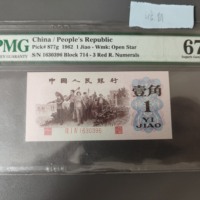 PMG
China / People's Republic
Pick# 877g 1962 1 Jiao - Wmk: Open Star
S/N 1030396 Block 714 - 3 Red R. Numerals
67
中国人民银行
壹角
1
YI JIAO